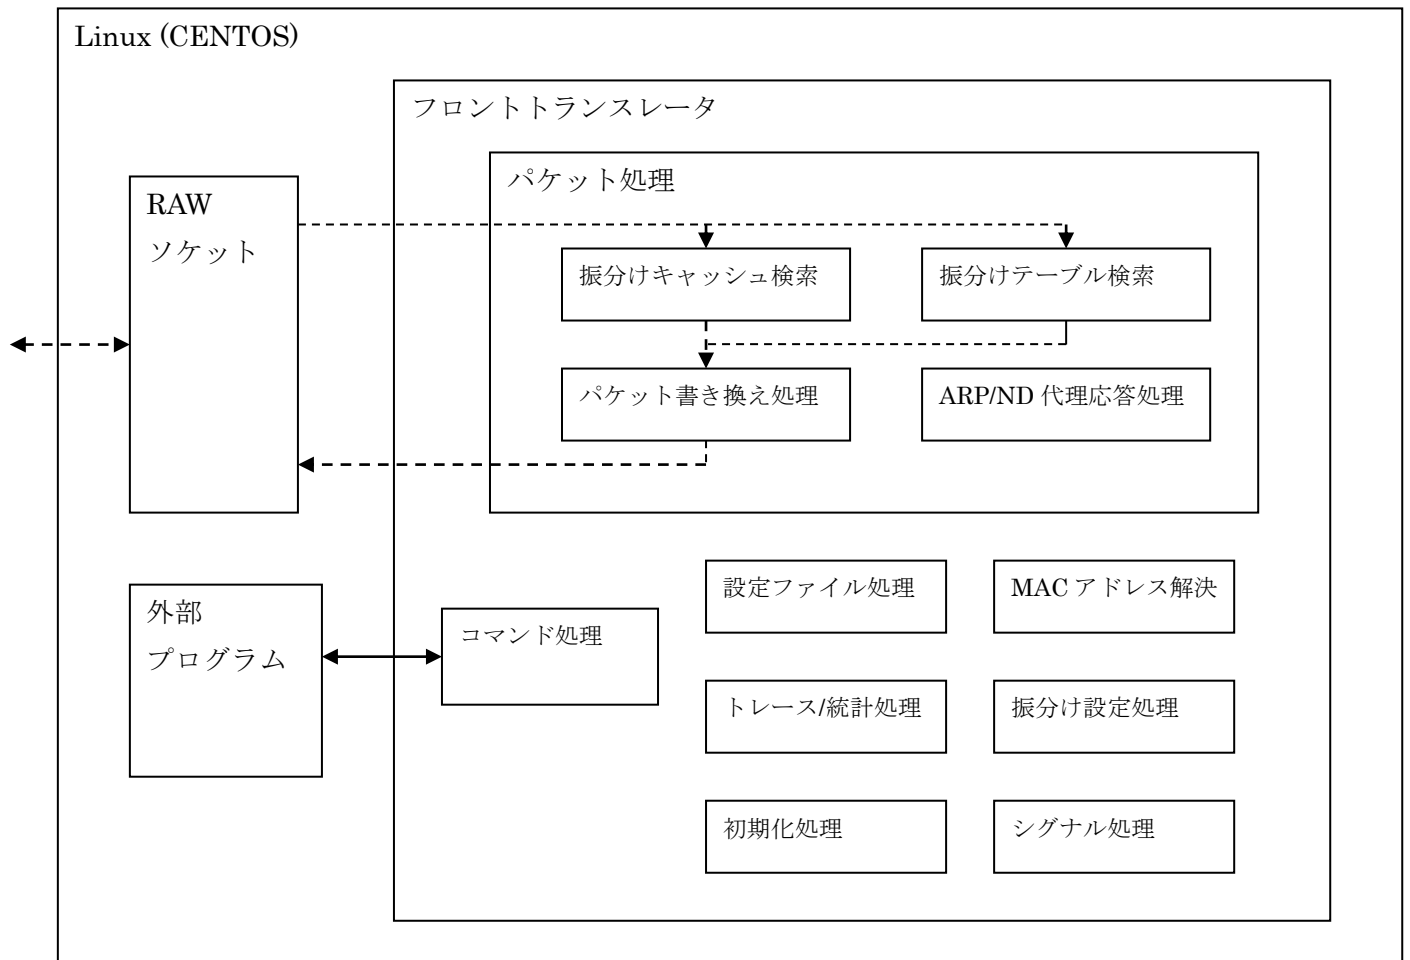 Linux (CENTOS)
フロントトランスレータ
パケット処理
RAW
ソケット
振分けキャッシュ検索
振分けテーブル検索
パケット書き換え処理
ARP/ND 代理応答処理
外部
プログラム
コマンド処理
設定ファイル処理
MAC アドレス解決
トレース/統計処理
振分け設定処理
初期化処理
シグナル処理